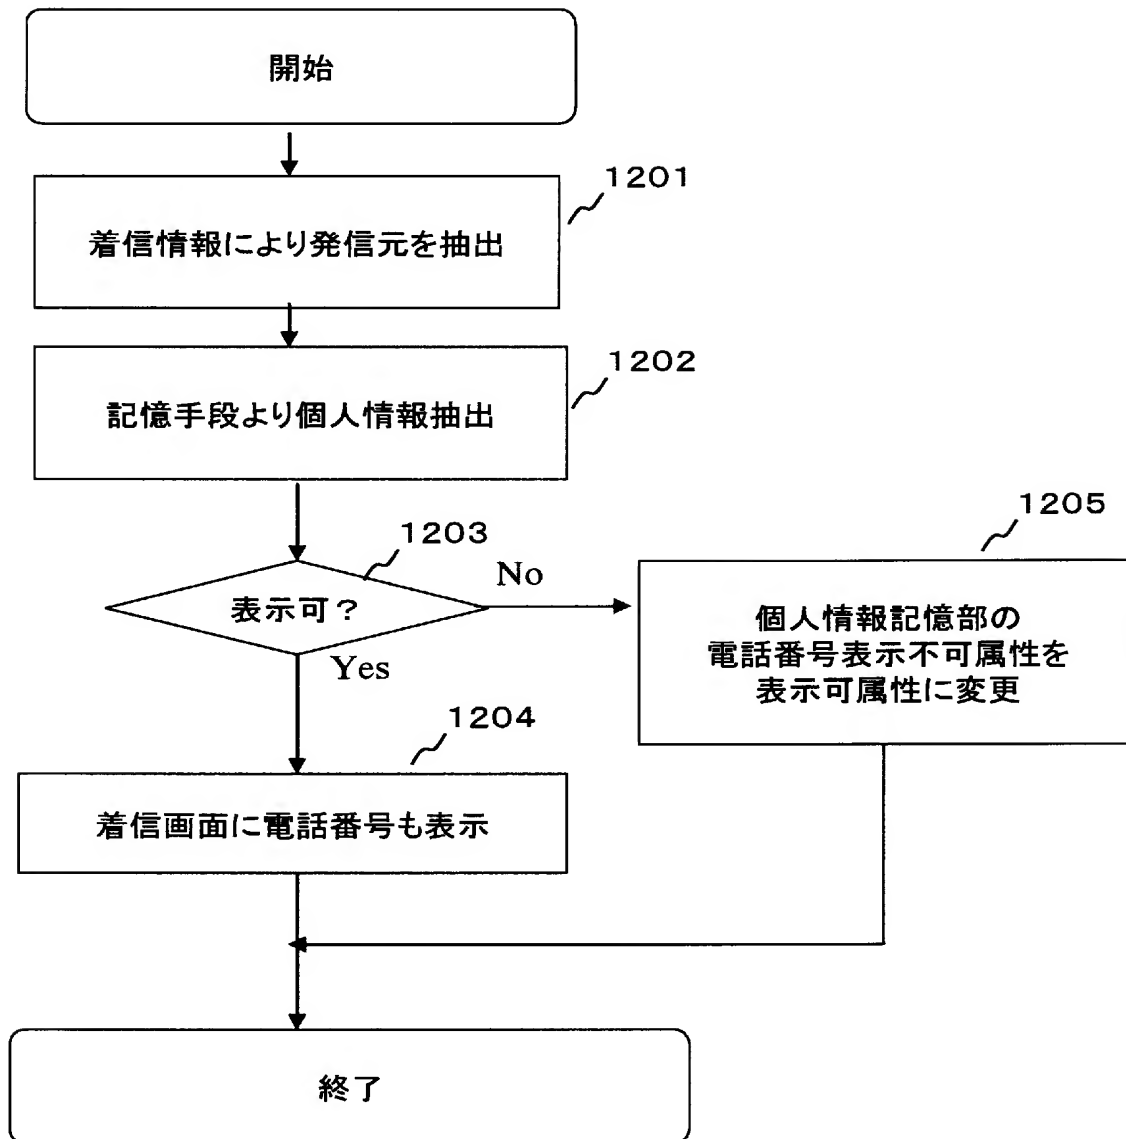 開始
1201
着信情報により発信元を抽出
1202
記憶手段より個人情報抽出
1203
表示可？
No
Yes
1205
個人情報記憶部の
電話番号表示不可属性を
表示可属性に変更
1204
着信画面に電話番号も表示
終了